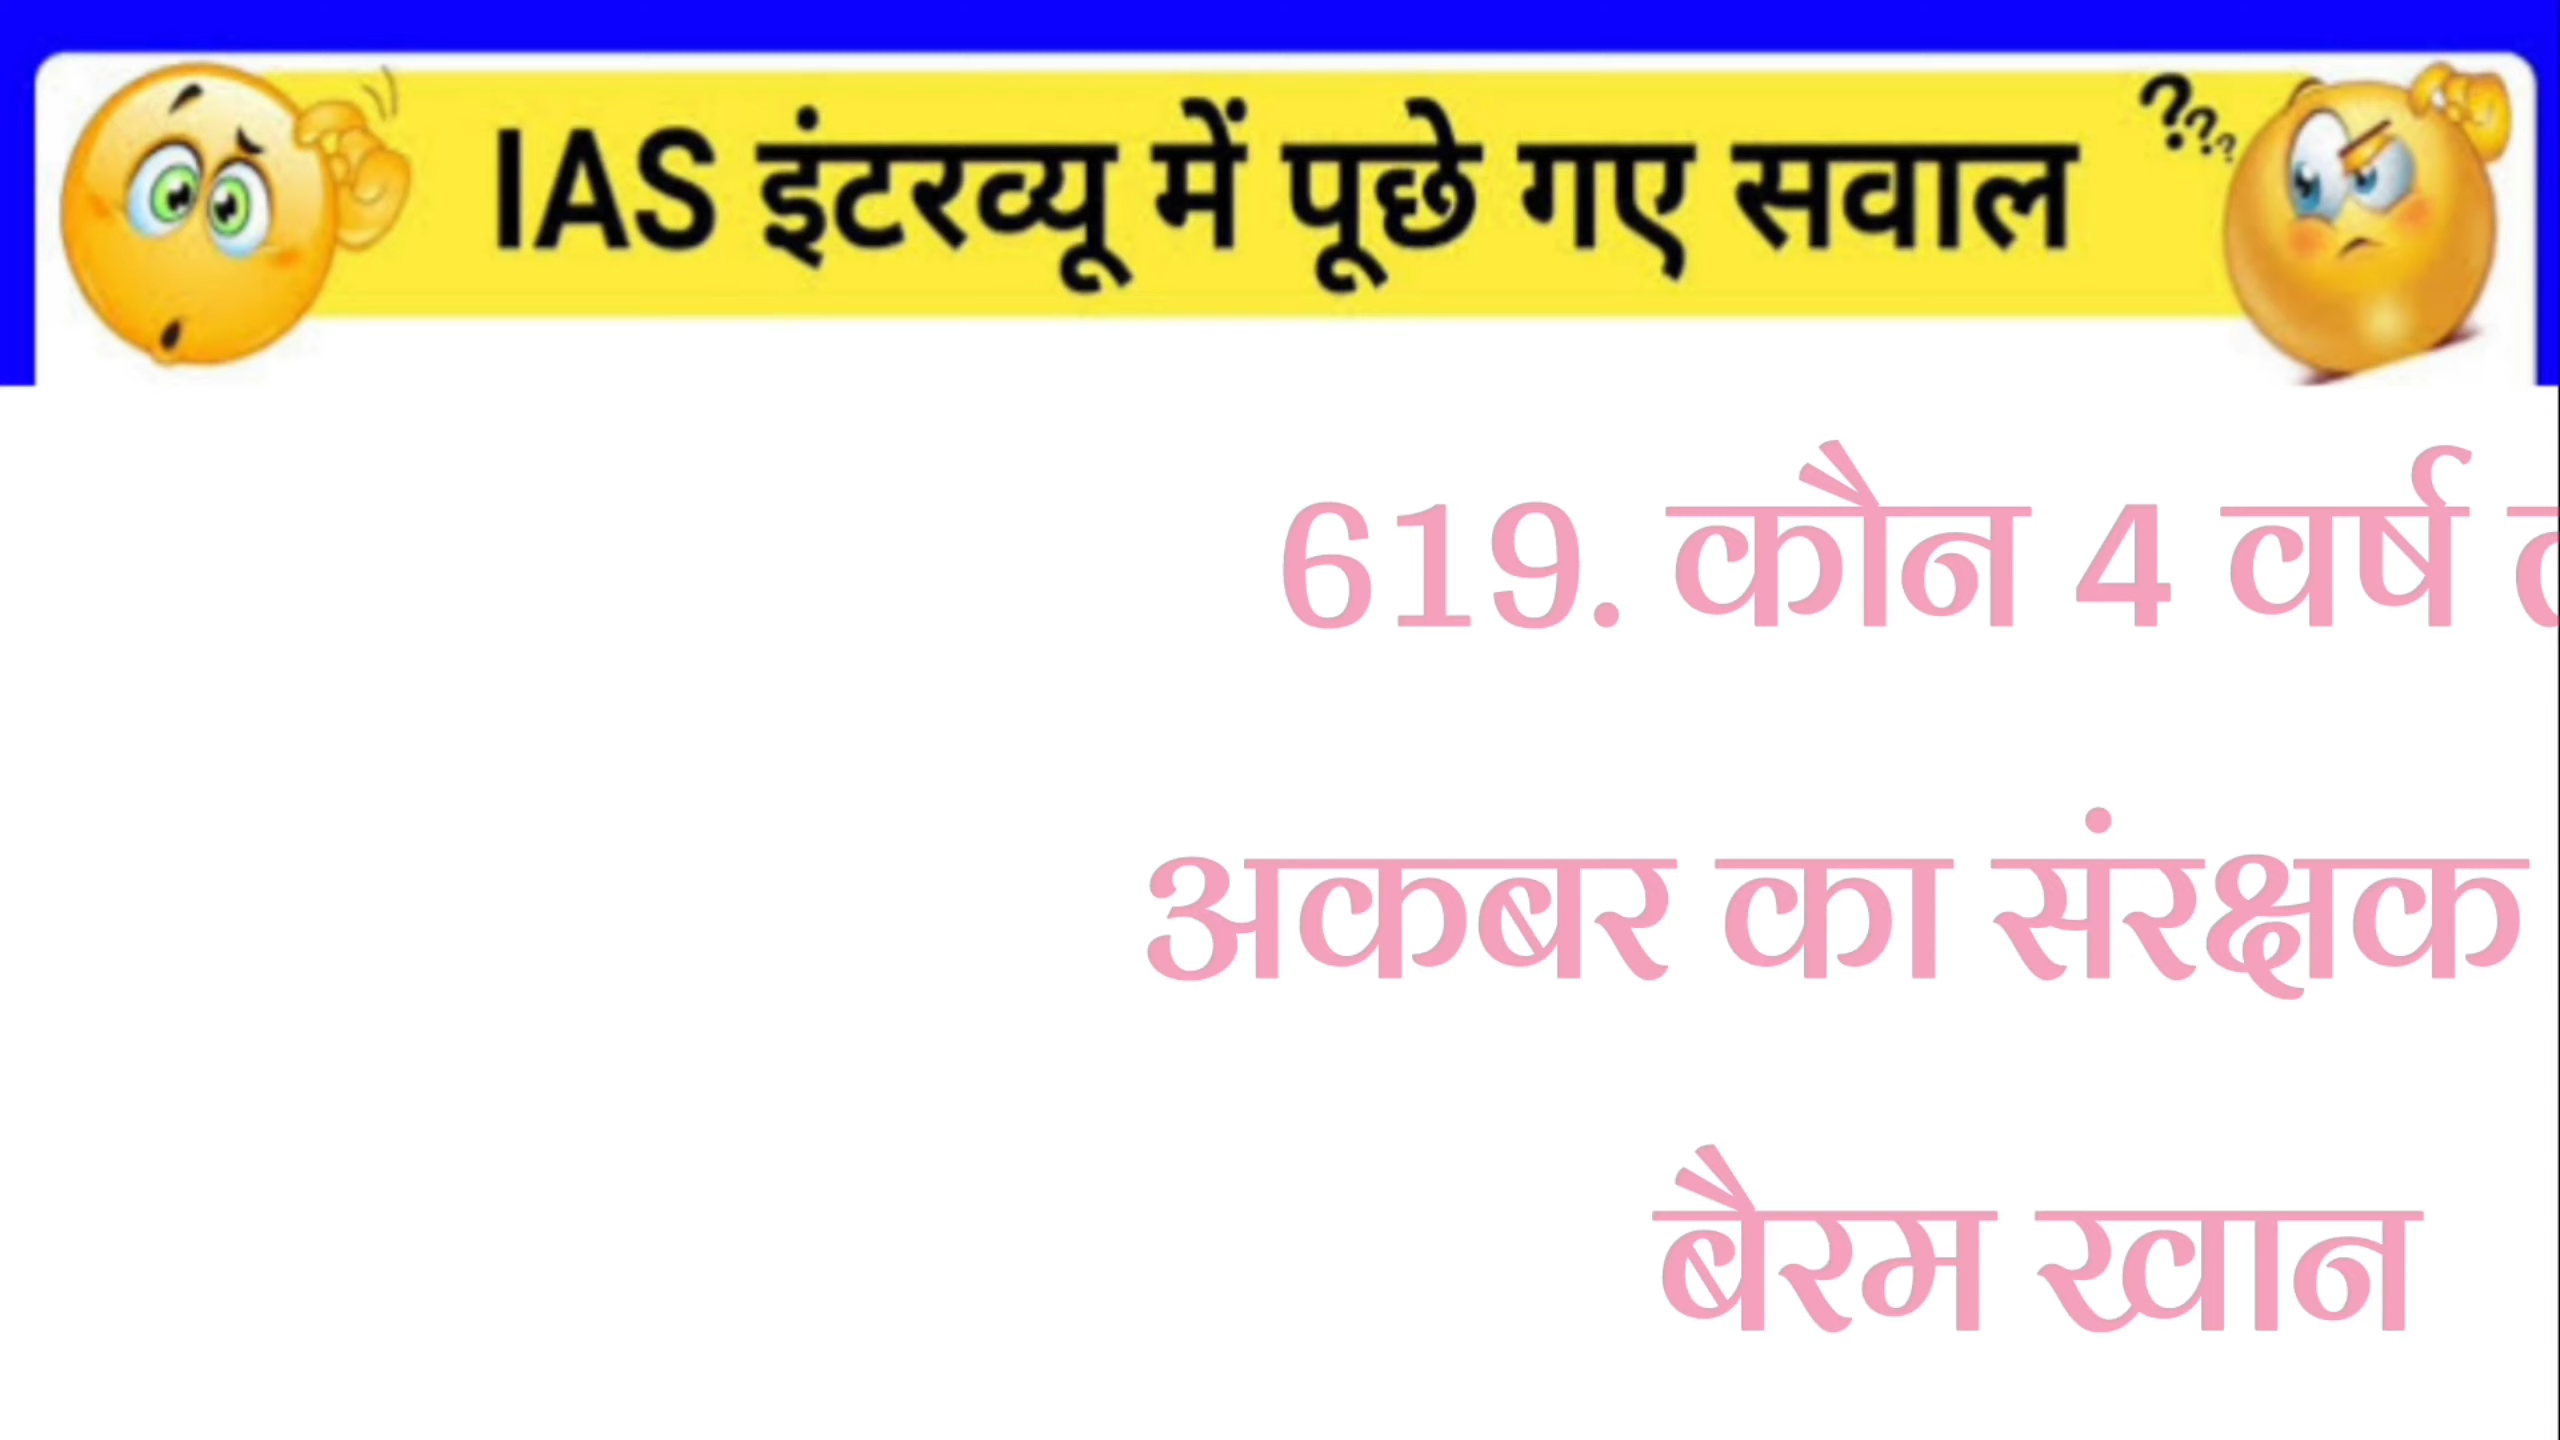 IAS इंटरव्यू में पूछे गए सवाल
???
619. कौन 4 वर्ष
अकबर का संरक्षक
बैरम खान